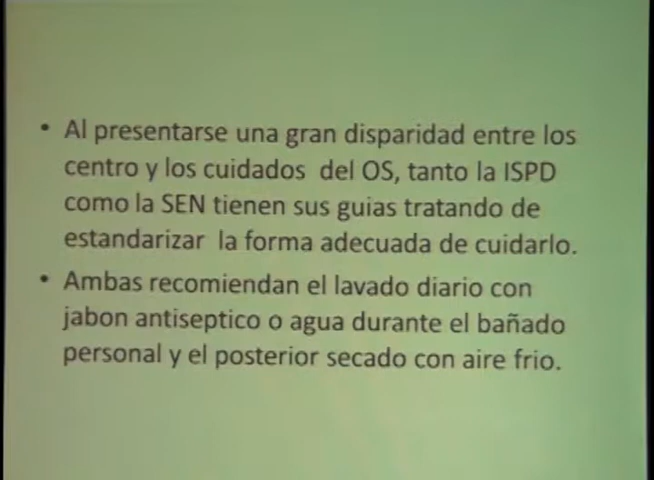 • Al presentarse una gran disparidad entre los
centro y los cuidados del OS, tanto la ISPD
como la SEN tienen sus guias tratando de
estandarizar la forma adecuada de cuidarlo.
• Ambas recomiendan el lavado diario con
jabon antiseptico o agua durante el bañado
personal y el posterior secado con aire frio.